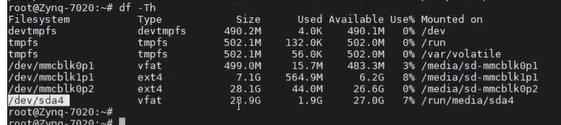 root@Zynq-7020:~# df -Th
Filesystem Type Size Used Available Use% Mounted on
devtmpfs devtmpfs 490.2M 4.0K 490.1M 0% /dev
tmpfs tmpfs 502.1M 132.0K 502.0M 0% /run
tmpfs tmpfs 502.1M 56.0K 502.0M 0% /var/volatile
/dev/mmcblk0p1 vfat 499.0M 15.7M 483.3M 3% /media/sd-mmcblk0p1
/dev/mmcblk1p1 ext4 7.1G 564.9M 6.2G 8% /media/sd-mmcblk1p1
/dev/mmcblk0p2 ext4 28.1G 44.0M 26.6G 0% /media/sd-mmcblk0p2
/dev/sda4 vfat 28.9G 1.9G 27.0G 7% /run/media/sda4
root@Zynq-7020:~#
root@Zynq-7020:~#